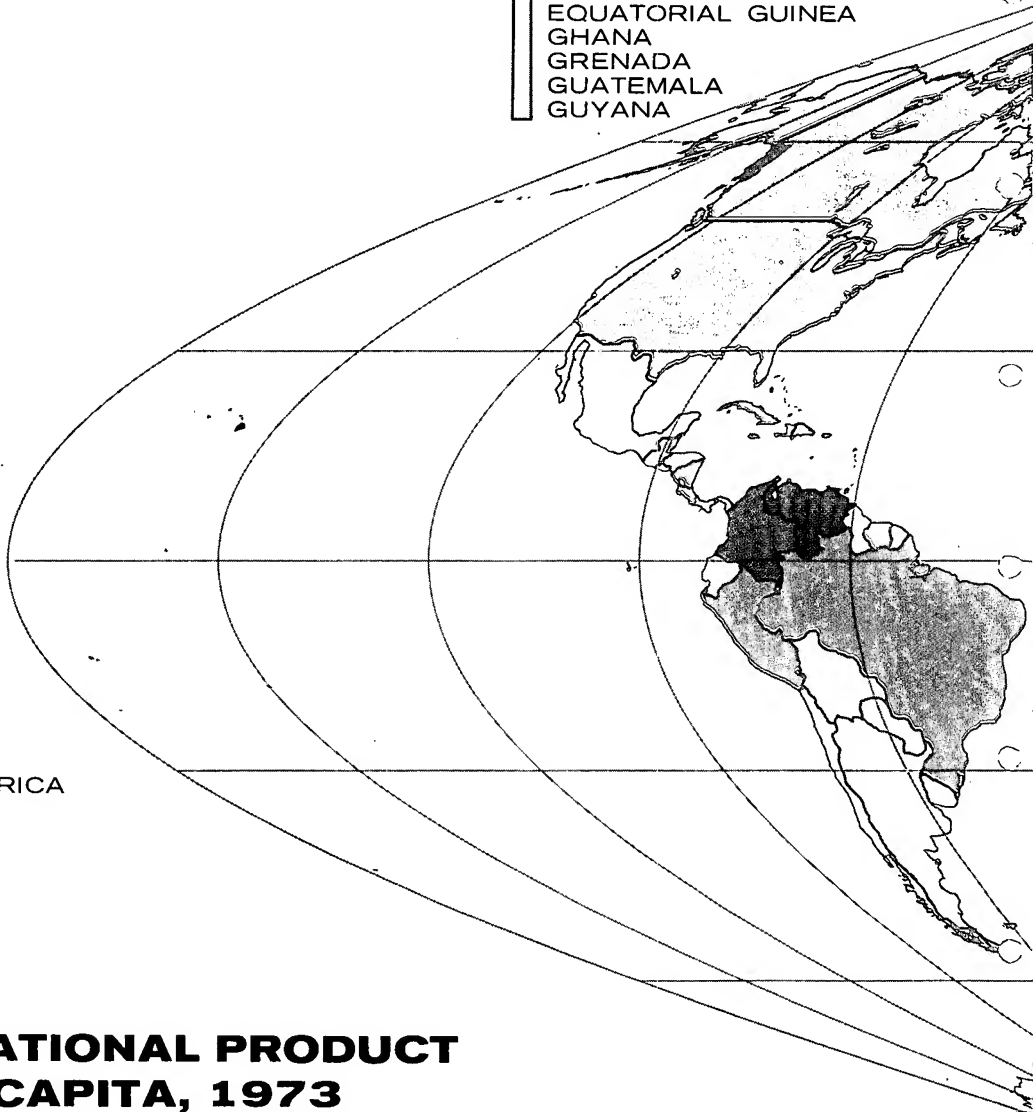 EQUATORIAL GUINEA
GHANA
GRENADA
GUATEMALA
GUYANA
RICA
ATIONAL PRODUCT
CAPITA, 1973